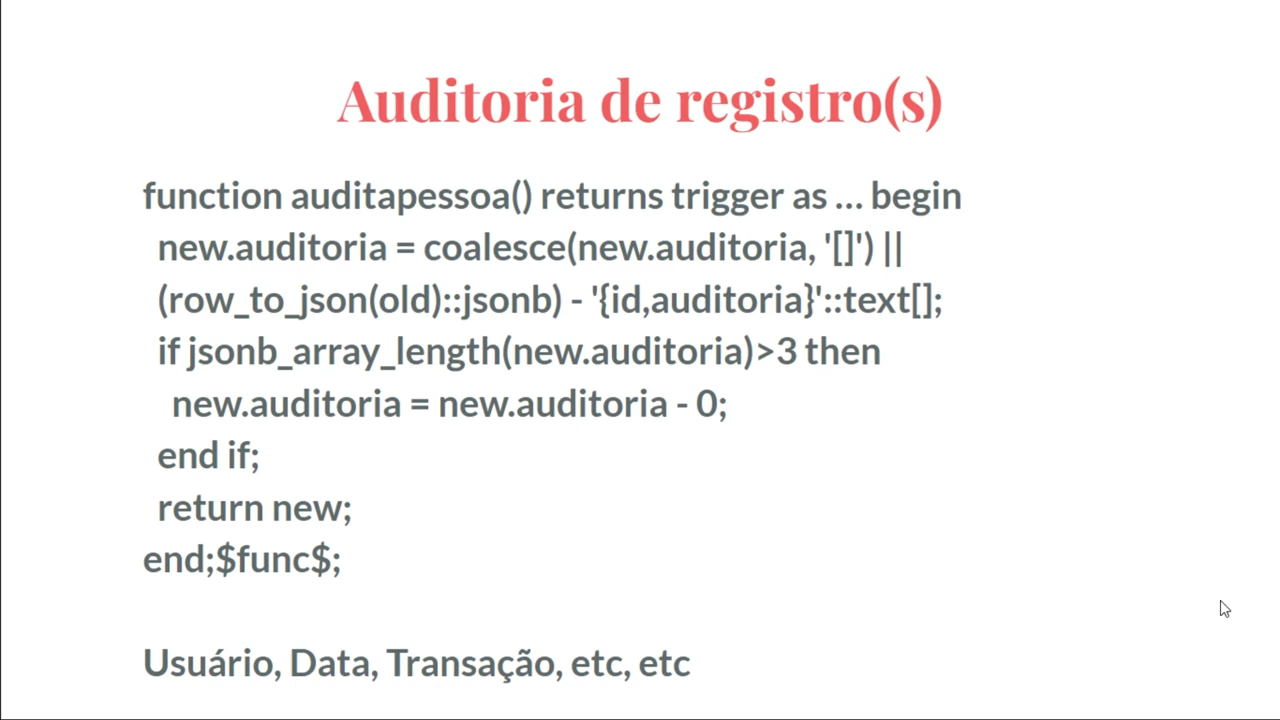 Auditoria de registro(s)
function auditapessoa() returns trigger as ... begin
new.auditoria = coalesce(new.auditoria, '[]') ||
(row_to_json(old)::jsonb) - '{id,auditoria}'::text[];
if jsonb_array_length(new.auditoria)>3 then
new.auditoria = new.auditoria - 0;
end if;
return new;
end;$func$;
Usuário, Data, Transação, etc, etc